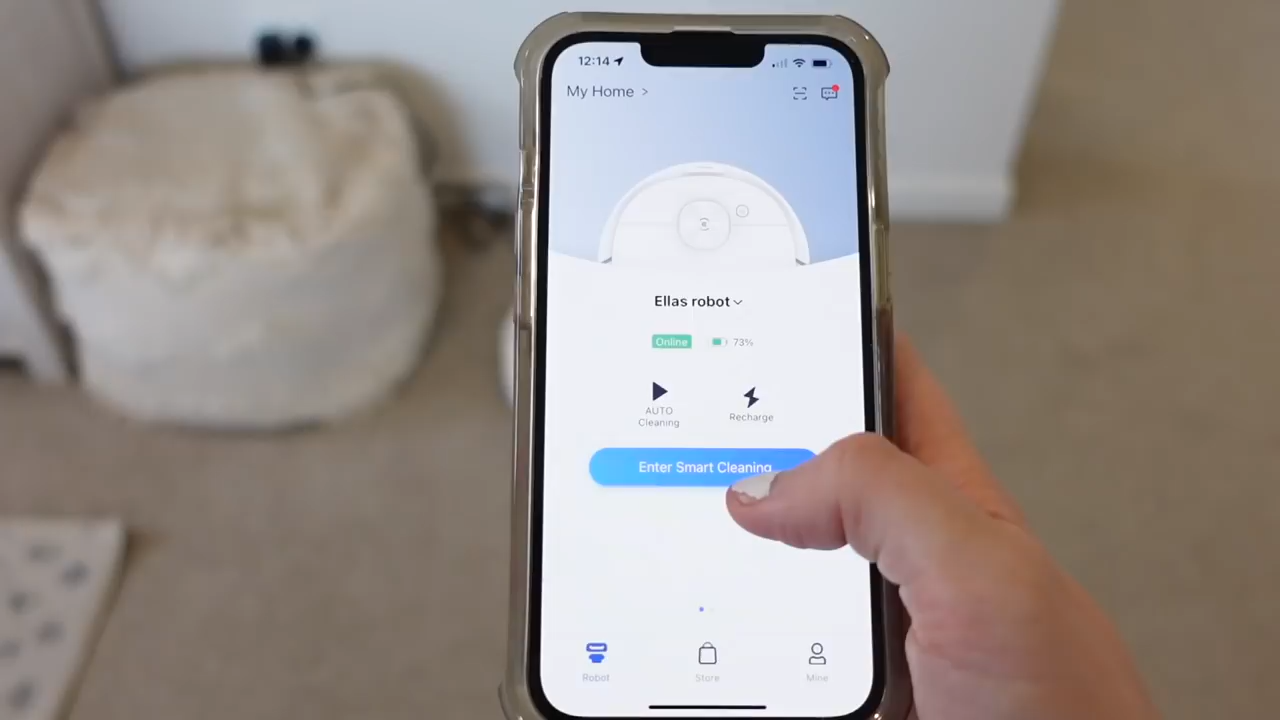 12:14
My Home >
Ellas robot
Online 73%
AUTO
Cleaning
Recharge
Enter Smart Cleaning
Robot
Store
Mine